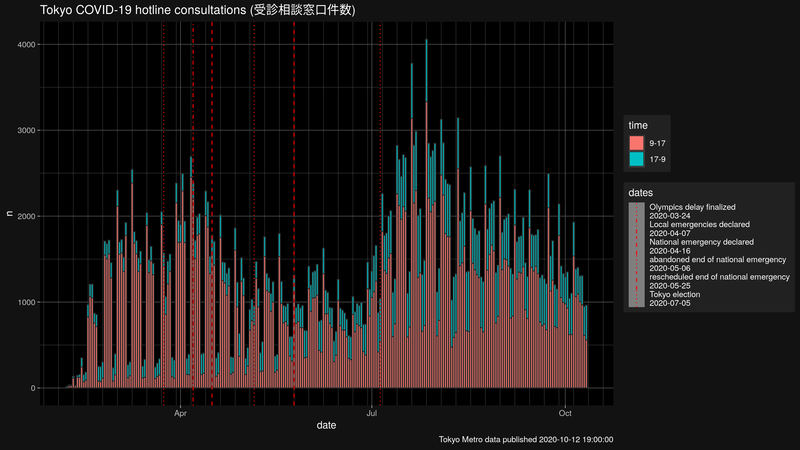 Tokyo COVID-19 hotline consultations (受診相談窓口件数)
4000
3000
2000
1000
0
n
Apr
Jul
Oct
date
time
9-17
17-9
dates
Olympics delay finalized
2020-03-24
Local emergencies declared
2020-04-07
National emergency declared
2020-04-16
abandoned end of national emergency
2020-05-06
rescheduled end of national emergency
2020-05-25
Tokyo election
2020-07-05
Tokyo Metro data published 2020-10-12 19:00:00